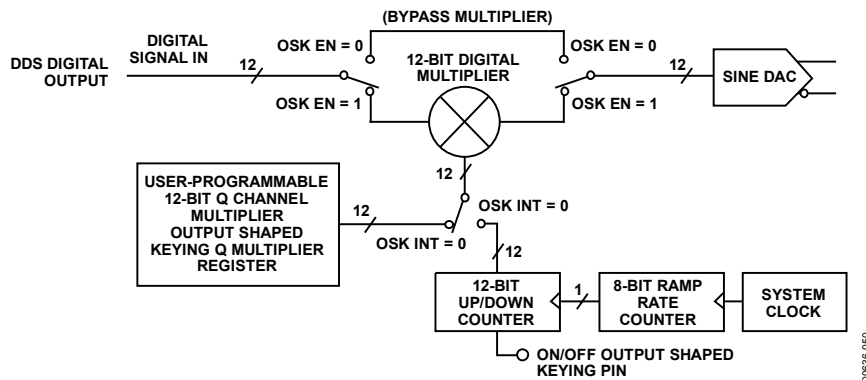 (BYPASS MULTIPLIER)
DDS DIGITAL
OUTPUT
DIGITAL
SIGNAL IN
12
OSK EN = 0
OSK EN = 1
12-BIT DIGITAL
MULTIPLIER
OSK EN = 0
OSK EN = 1
12
SINE DAC
12
USER-PROGRAMMABLE
12-BIT Q CHANNEL
MULTIPLIER
OUTPUT SHAPED
KEYING Q MULTIPLIER
REGISTER
12
OSK INT = 0
OSK INT = 0
12
12-BIT
UP/DOWN
COUNTER
1
8-BIT RAMP
RATE
COUNTER
SYSTEM
CLOCK
ON/OFF OUTPUT SHAPED
KEYING PIN
00636-050